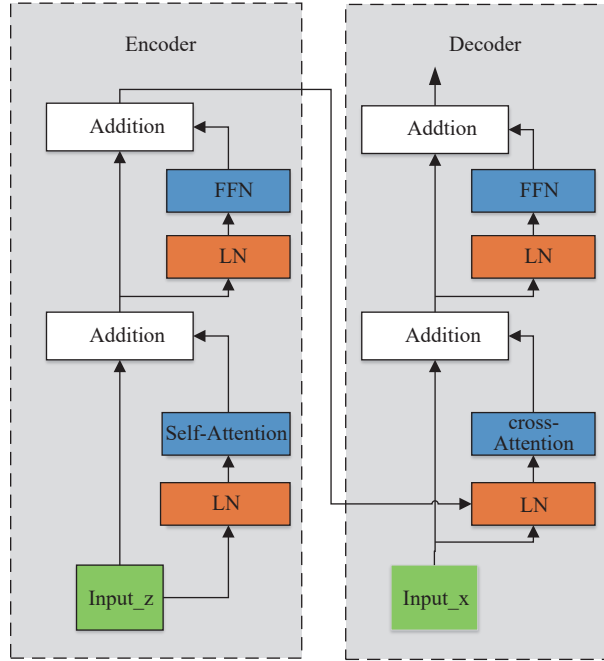 Encoder
Addition
FFN
LN
Addition
Self-Attention
LN
Input_z
Decoder
Addtion
FFN
LN
Addition
cross-
Attention
LN
Input_x